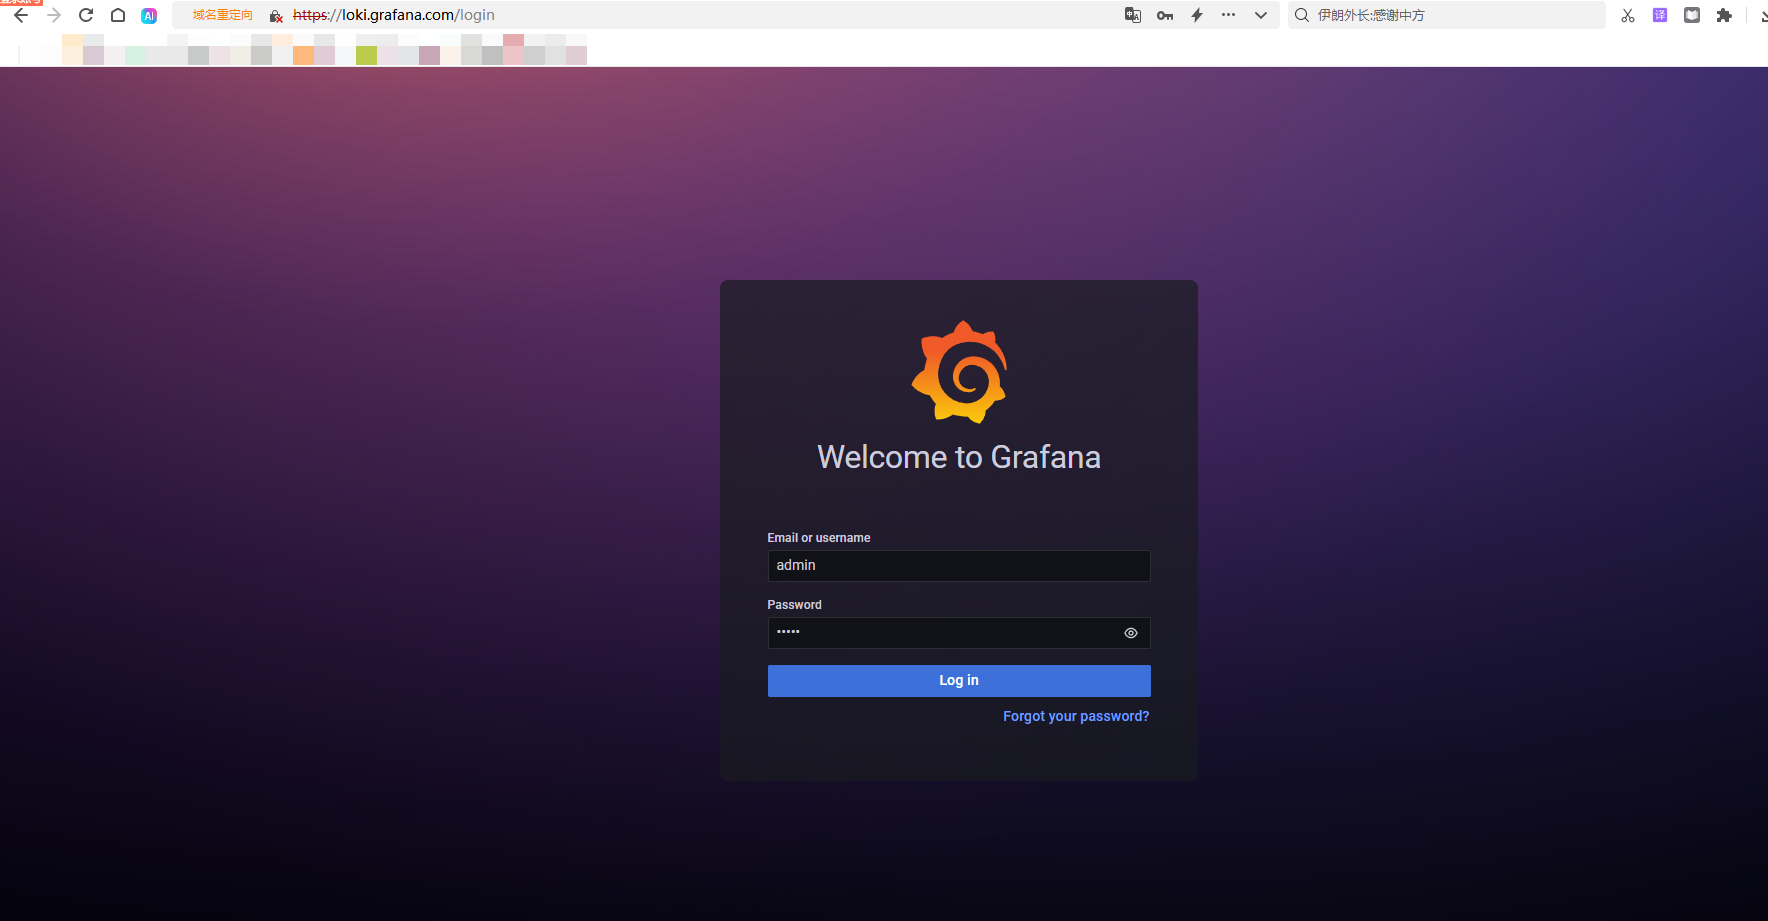 域名重定向 https://loki.grafana.com/login 伊朗外长:感谢中方
Welcome to Grafana
Email or username
admin
Password
•••••
Log in
Forgot your password?